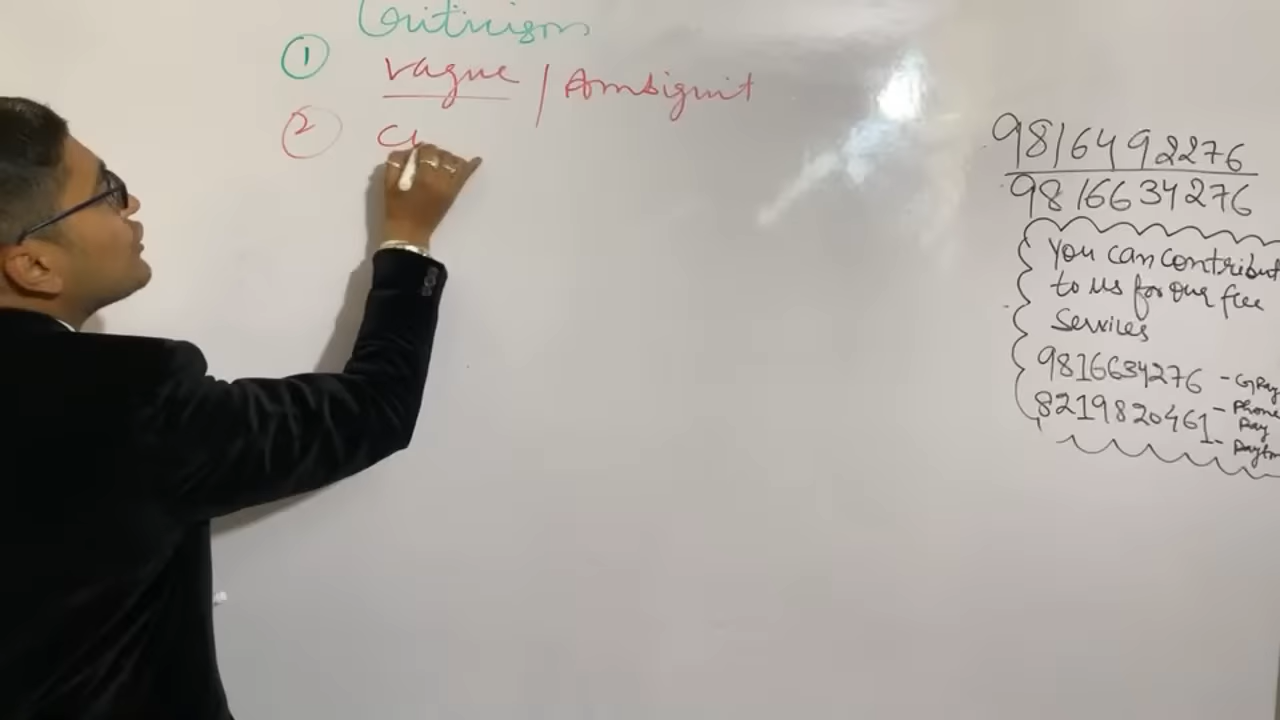 Criticism
① vague / Ambiguit
② Cl
9816492276
9816634276
You can contribut
to us for our free
Services
9816634276 - GPay
8219820461 - Phone
Pay
- Paytm